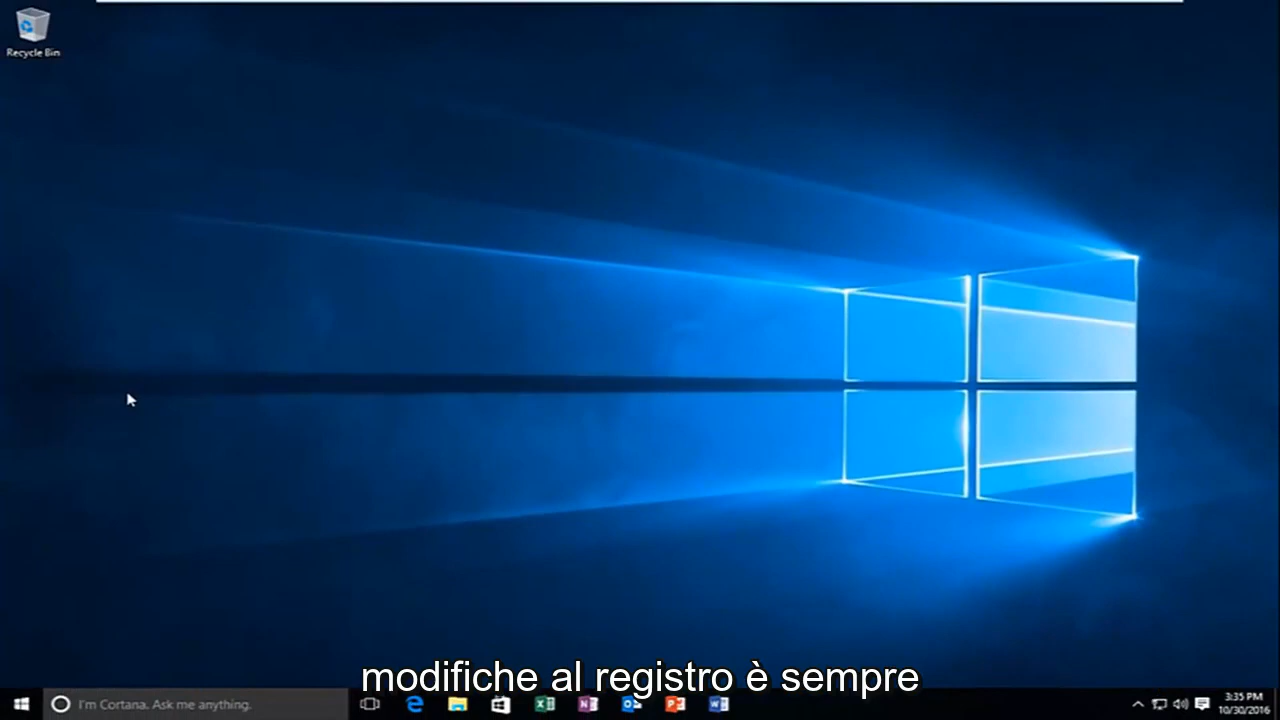 Recycle Bin
modifiche al registro è sempre
I'm Cortana. Ask me anything.
3:35 PM
10/30/2016